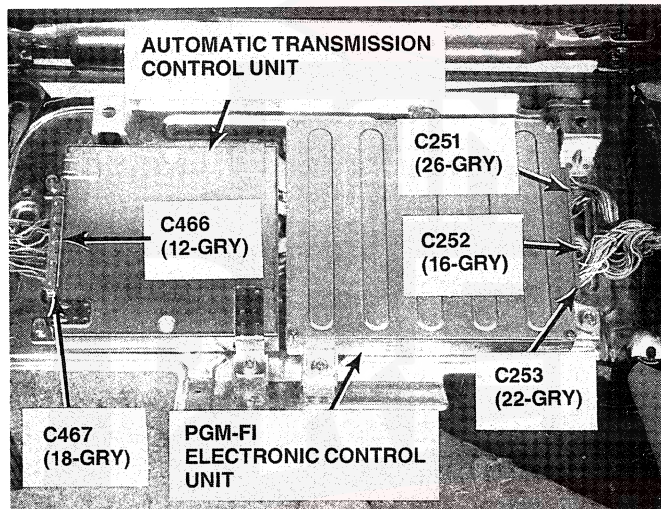 AUTOMATIC TRANSMISSION
CONTROL UNIT
C251
(26-GRY)
C466
(12-GRY)
C252
(16-GRY)
C253
(22-GRY)
C467
(18-GRY)
PGM-FI
ELECTRONIC CONTROL
UNIT